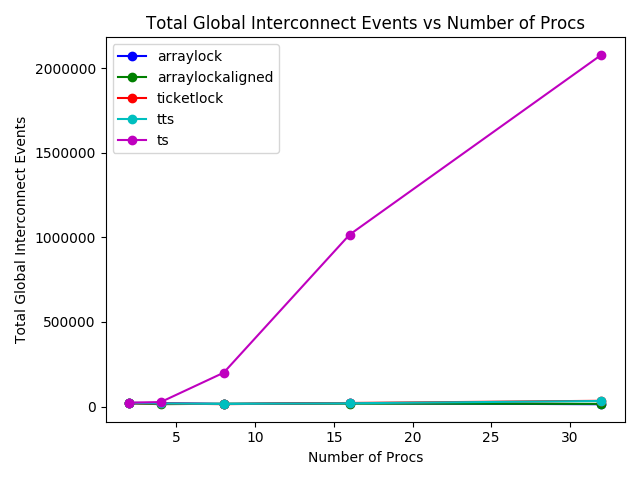 Total Global Interconnect Events vs Number of Procs
arraylock
arraylockaligned
ticketlock
tts
ts
Total Global Interconnect Events
2000000
1500000
1000000
500000
0
5 10 15 20 25 30
Number of Procs